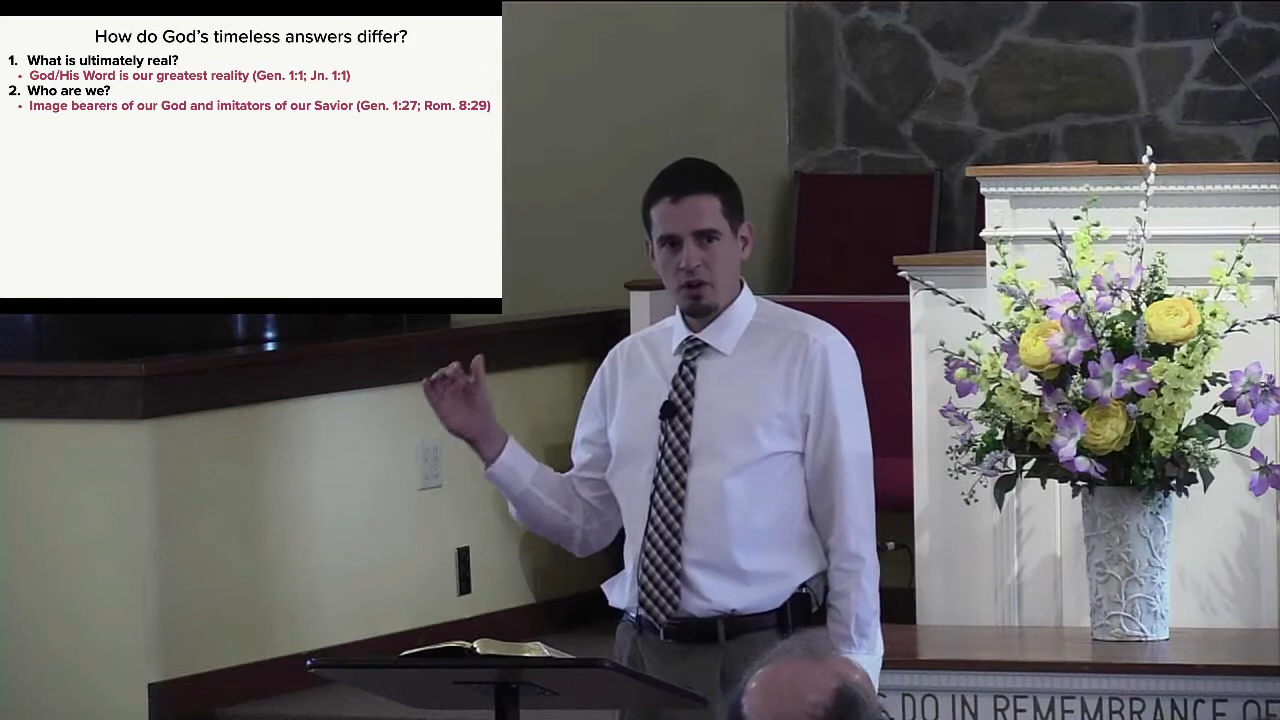 How do God's timeless answers differ?
1. What is ultimately real?
• God/His Word is our greatest reality (Gen. 1:1; Jn. 1:1)
2. Who are we?
• Image bearers of our God and imitators of our Savior (Gen. 1:27; Rom. 8:29)
DO IN REMEMBRANCE OF